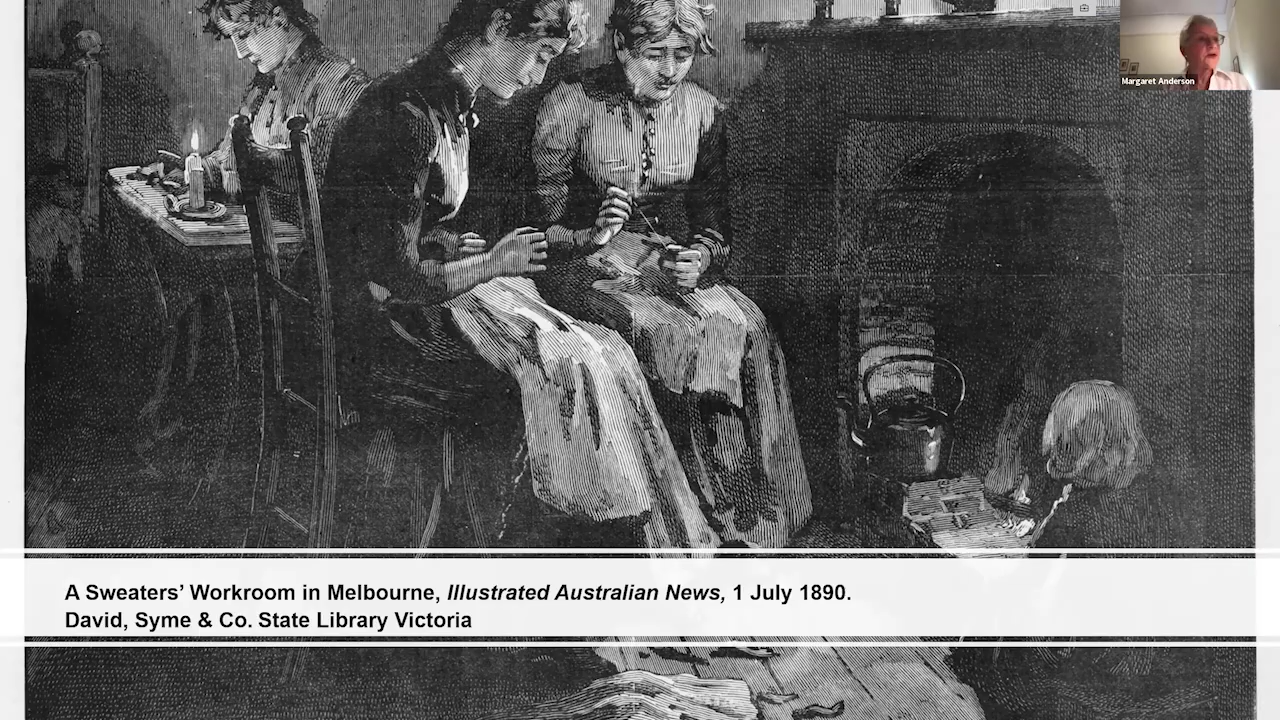 Margaret Anderson
A Sweaters’ Workroom in Melbourne, Illustrated Australian News, 1 July 1890.
David, Syme & Co. State Library Victoria